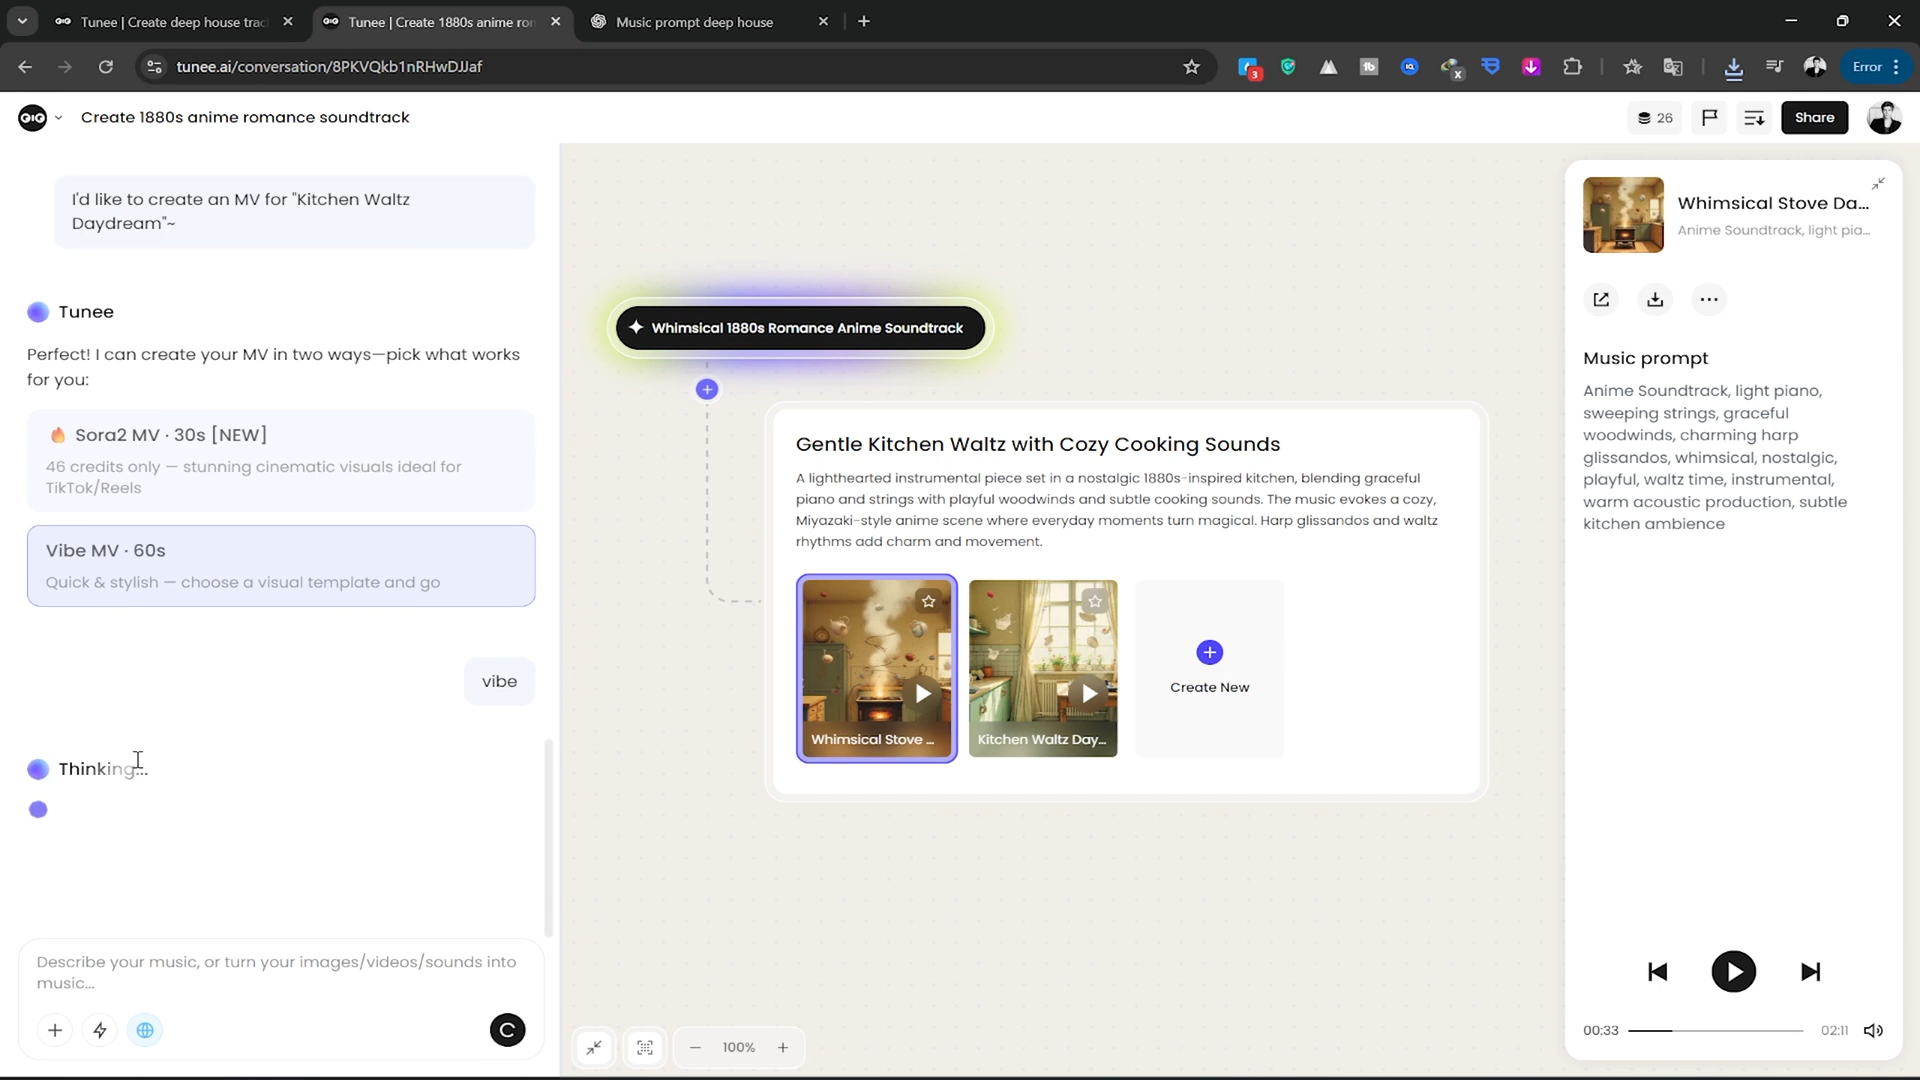 Tunee | Create deep house trac
Tunee | Create 1880s anime ron
Music prompt deep house
tunee.ai/conversation/8PKVQkb1nRHwDJJaf
3
Error
GIG
Create 1880s anime romance soundtrack
26
Share
I'd like to create an MV for "Kitchen Waltz
Daydream"~
Tunee
Perfect! I can create your MV in two ways—pick what works
for you:
🔥 Sora2 MV · 30s [NEW]
46 credits only — stunning cinematic visuals ideal for
TikTok/Reels
Vibe MV · 60s
Quick & stylish — choose a visual template and go
vibe
Thinking...
Describe your music, or turn your images/videos/sounds into
music...
Whimsical 1880s Romance Anime Soundtrack
Gentle Kitchen Waltz with Cozy Cooking Sounds
A lighthearted instrumental piece set in a nostalgic 1880s-inspired kitchen, blending graceful
piano and strings with playful woodwinds and subtle cooking sounds. The music evokes a cozy,
Miyazaki-style anime scene where everyday moments turn magical. Harp glissandos and waltz
rhythms add charm and movement.
Whimsical Stove ...
Kitchen Waltz Day...
Create New
100%
Whimsical Stove Da...
Anime Soundtrack, light pia...
Music prompt
Anime Soundtrack, light piano,
sweeping strings, graceful
woodwinds, charming harp
glissandos, whimsical, nostalgic,
playful, waltz time, instrumental,
warm acoustic production, subtle
kitchen ambience
00:33
02:11